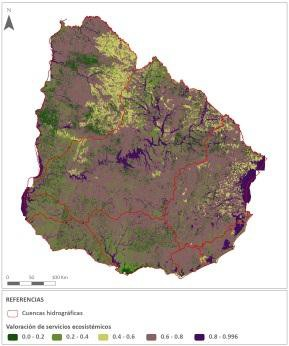 N
0 50 100 Km
REFERENCIAS
Cuencas hidrográficas
Valoración de servicios ecosistémicos
0.0 - 0.2 0.2 - 0.4 0.4 - 0.6 0.6 - 0.8 0.8 - 0.996